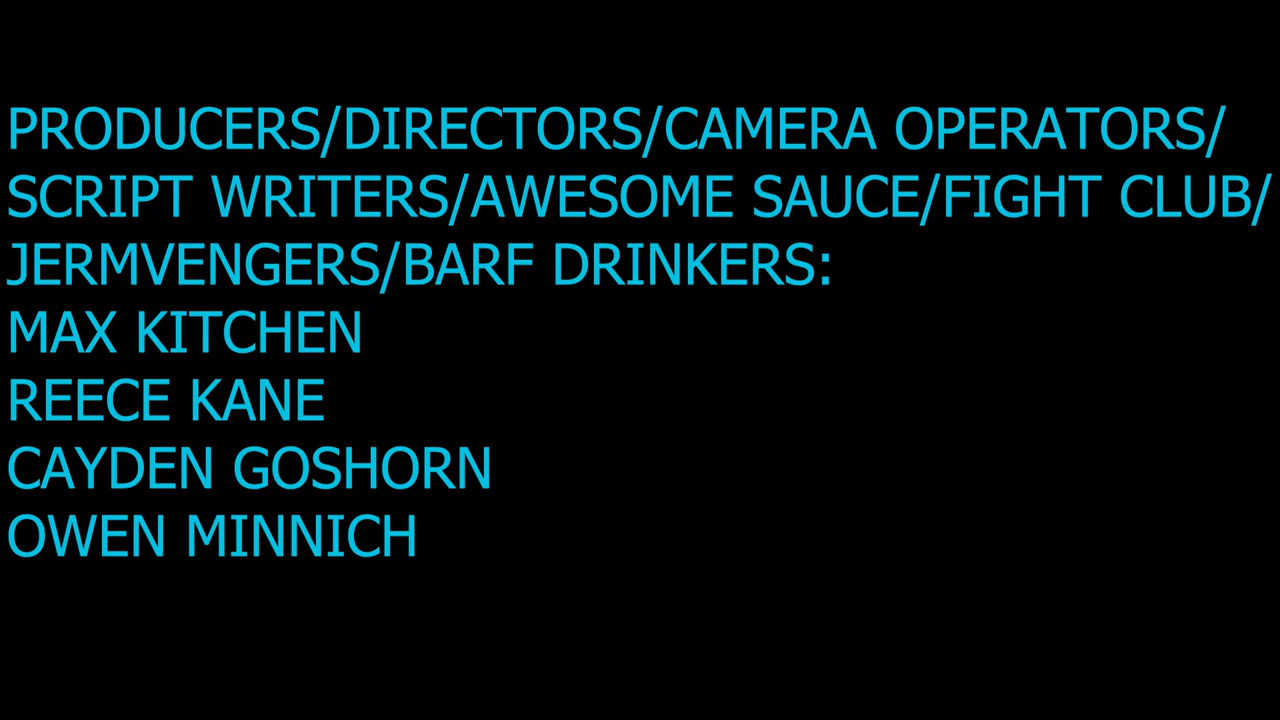 PRODUCERS/DIRECTORS/CAMERA OPERATORS/
SCRIPT WRITERS/AWESOME SAUCE/FIGHT CLUB/
JERMVENGERS/BARF DRINKERS:
MAX KITCHEN
REECE KANE
CAYDEN GOSHORN
OWEN MINNICH